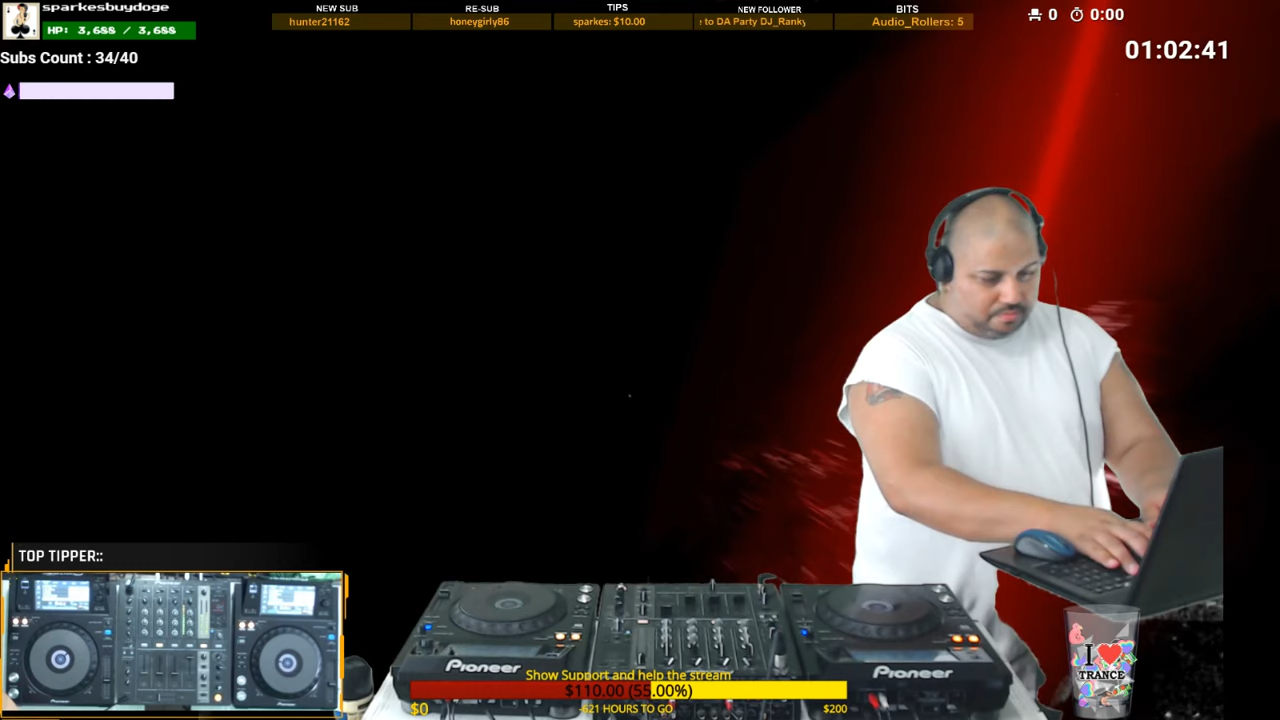 sparkesbuydoge
HP: 3,688 / 3,688
Subs Count : 34/40
NEW SUB
hunter21162
RE-SUB
honeygirly86
TIPS
sparkes: $10.00
NEW FOLLOWER
to DA Party DJ_Ranky
BITS
Audio_Rollers: 5
0
0:00
01:02:41
TOP TIPPER::
Pioneer
Pioneer
I
TRANCE
Show Support and help the stream
$110.00 (55.00%)
$0
-621 HOURS TO GO
$200